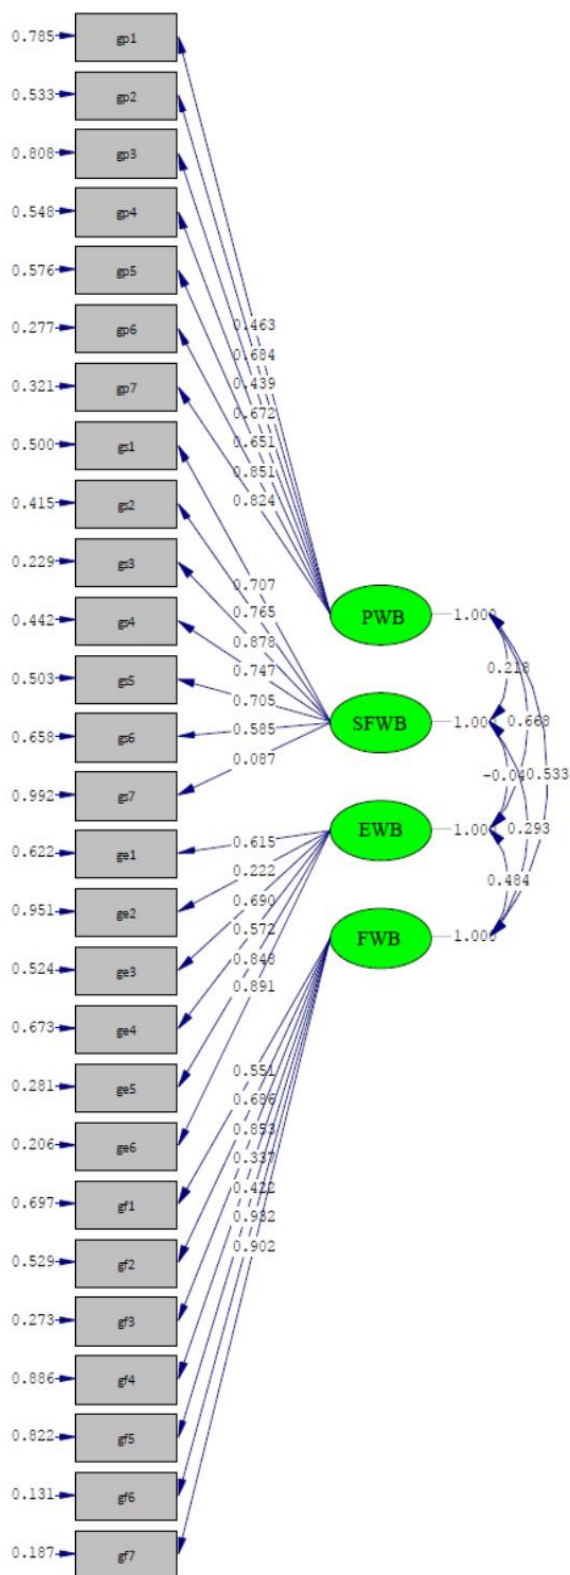 0.785 gp1
0.533 gp2
0.808 gp3
0.548 gp4
0.576 gp5
0.277 gp6
0.321 gp7
0.500 gs1
0.415 gs2
0.229 gs3
0.442 gs4
0.503 gs5
0.658 gs6
0.992 gs7
0.622 ge1
0.951 ge2
0.524 ge3
0.673 ge4
0.281 ge5
0.206 ge6
0.697 gf1
0.529 gf2
0.273 gf3
0.886 gf4
0.822 gf5
0.131 gf6
0.187 gf7
0.463
0.684
0.439
0.672
0.651
0.851
0.824
0.707
0.765
0.878
0.747
0.705
0.585
0.087
0.615
0.222
0.690
0.572
0.848
0.891
0.551
0.686
0.853
0.337
0.422
0.932
0.902
PWB 1.000
SFWB 1.000
EWB 1.000
FWB 1.000
0.218
0.668
0.533
0.293
0.484